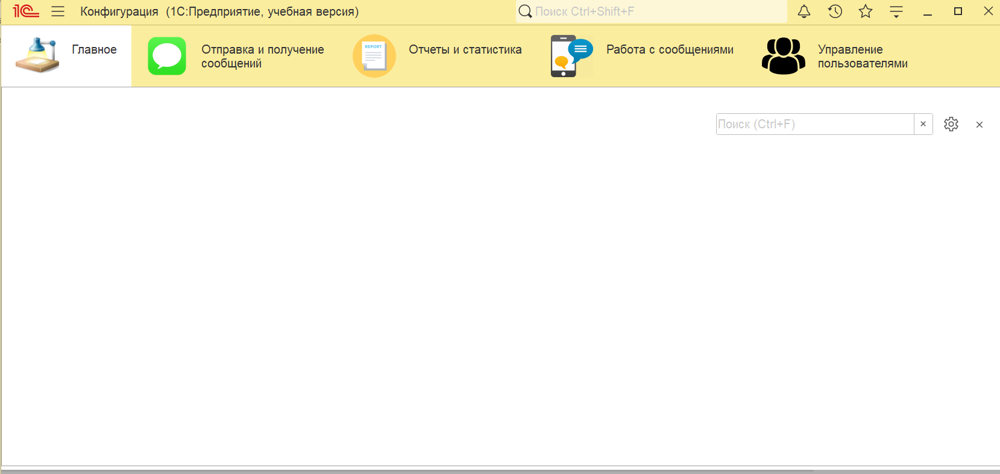 1С Конфигурация (1С:Предприятие, учебная версия) Поиск Ctrl+Shift+F
Главное
Отправка и получение
сообщений
REPORT
Отчеты и статистика
Работа с сообщениями
Управление
пользователями
Поиск (Ctrl+F)